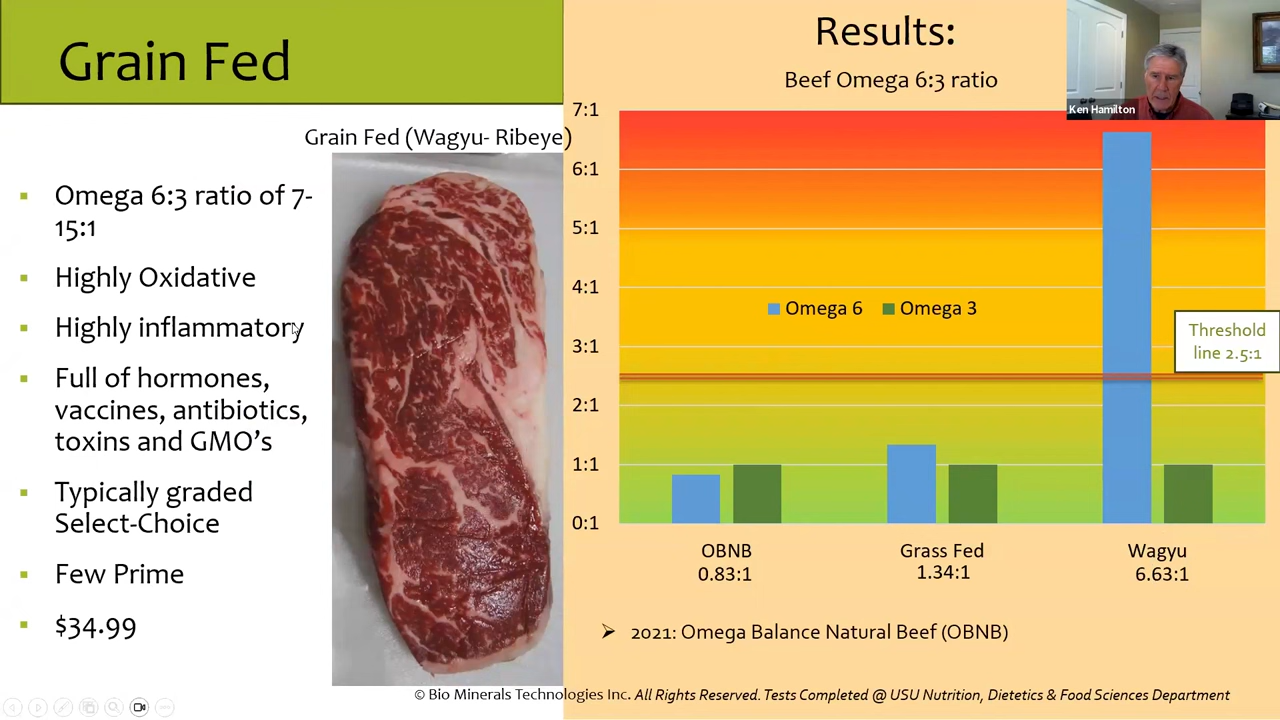 Grain Fed
Grain Fed (Wagyu- Ribeye)
▪ Omega 6:3 ratio of 7-
15:1
▪ Highly Oxidative
▪ Highly inflammatory
▪ Full of hormones,
vaccines, antibiotics,
toxins and GMO’s
▪ Typically graded
Select-Choice
▪ Few Prime
▪ $34.99
Results:
Beef Omega 6:3 ratio
Ken Hamilton
7:1
6:1
5:1
4:1
3:1
2:1
1:1
0:1
Omega 6 Omega 3
Threshold
line 2.5:1
OBNB Grass Fed Wagyu
0.83:1 1.34:1 6.63:1
➢ 2021: Omega Balance Natural Beef (OBNB)
© Bio Minerals Technologies Inc. All Rights Reserved. Tests Completed @ USU Nutrition, Dietetics & Food Sciences Department